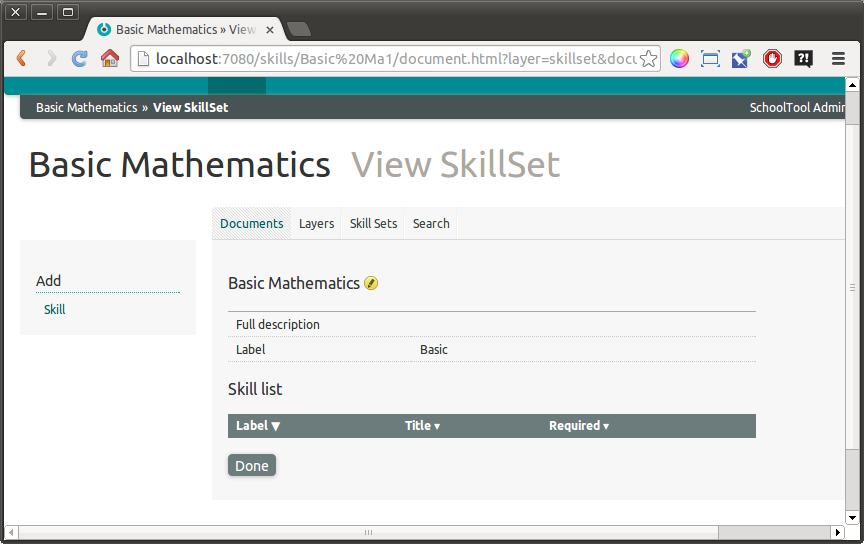 Basic Mathematics » View
localhost:7080/skills/Basic%20Ma1/document.html?layer=skillset&docu
?!
Basic Mathematics » View SkillSet
SchoolTool Admin
Basic Mathematics View SkillSet
Documents Layers Skill Sets Search
Add
Skill
Basic Mathematics
Full description
Label Basic
Skill list
Label ▼ Title ▾ Required ▾
Done